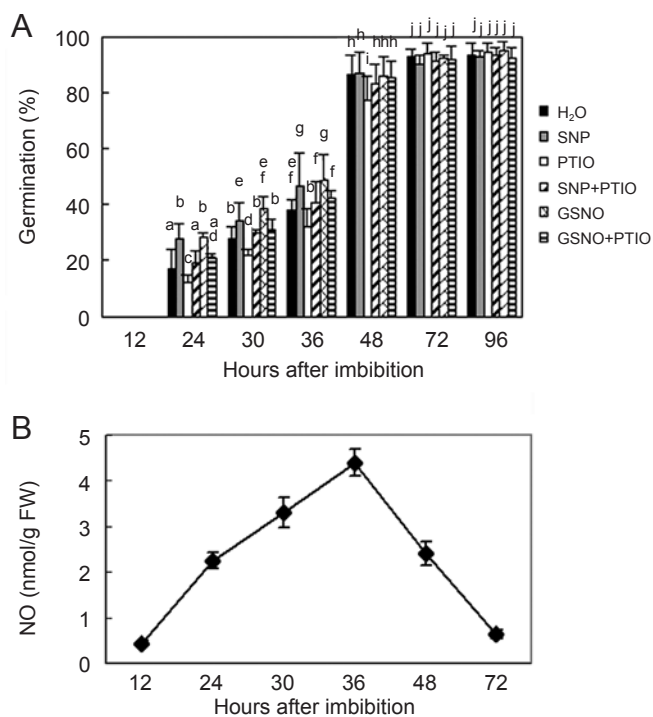 A
100
80
60
40
20
0
Germination (%)
a b c a b a d
b e d b e f b
e f g b f g f
h h i h h h
j j j j j j
j j j j j j
12 24 30 36 48 72 96
Hours after imbibition
H₂O
SNP
PTIO
SNP+PTIO
GSNO
GSNO+PTIO
B
5
4
3
2
1
0
NO (nmol/g FW)
12 24 30 36 48 72
Hours after imbibition